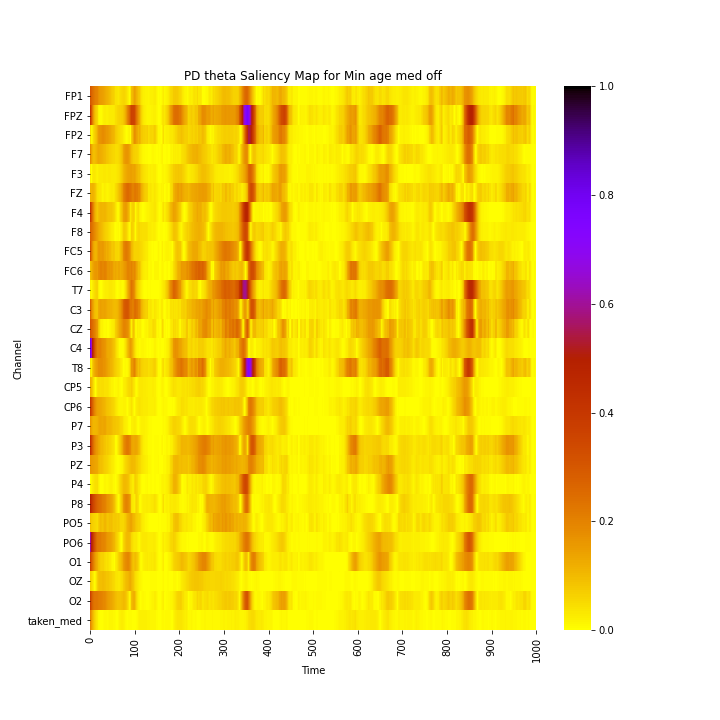 PD theta Saliency Map for Min age med off
Channel
FP1
FPZ
FP2
F7
F3
FZ
F4
F8
FC5
FC6
T7
C3
CZ
C4
T8
CP5
CP6
P7
P3
PZ
P4
P8
PO5
PO6
O1
OZ
O2
taken_med
0 100 200 300 400 500 600 700 800 900 1000
Time
1.0
0.8
0.6
0.4
0.2
0.0